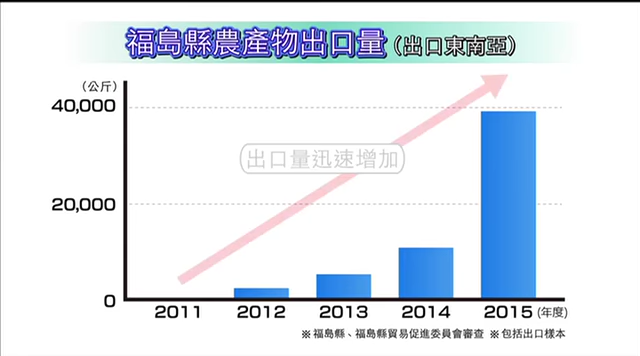 福島縣農產物出口量(出口東南亞)
(公斤)
40,000
出口量迅速增加
20,000
0
2011 2012 2013 2014 2015 (年度)
※福島縣、福島縣貿易促進委員會審查 ※包括出口樣本